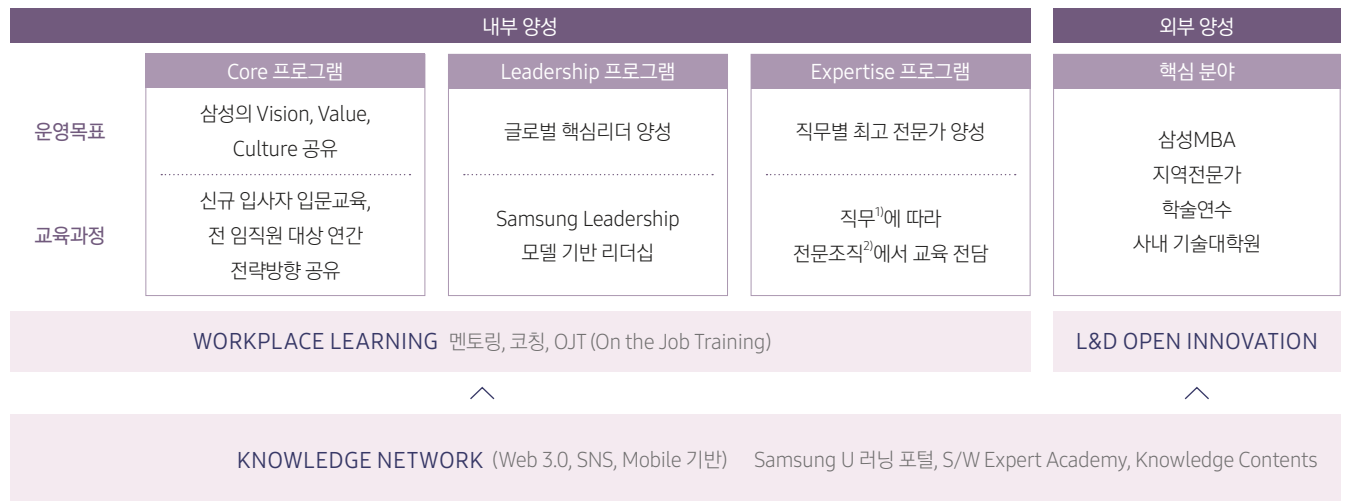 내부 양성
외부 양성
Core 프로그램
Leadership 프로그램
Expertise 프로그램
핵심 분야
운영목표
삼성의 Vision, Value,
Culture 공유
글로벌 핵심리더 양성
직무별 최고 전문가 양성
교육과정
신규 입사자 입문교육,
전 임직원 대상 연간
전략방향 공유
Samsung Leadership
모델 기반 리더십
직무1)에 따라
전문조직2)에서 교육 전담
삼성MBA
지역전문가
학술연수
사내 기술대학원
WORKPLACE LEARNING 멘토링, 코칭, OJT (On the Job Training)
L&D OPEN INNOVATION
KNOWLEDGE NETWORK (Web 3.0, SNS, Mobile 기반) Samsung U 러닝 포털, S/W Expert Academy, Knowledge Contents